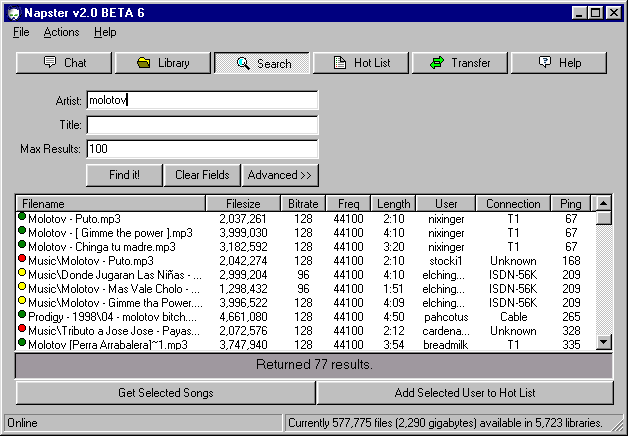 Napster v2.0 BETA 6
File Actions Help
Chat Library Search Hot List Transfer Help
Artist: molotov
Title:
Max Results: 100
Find it! Clear Fields Advanced >>
Filename Filesize Bitrate Freq Length User Connection Ping
Molotov - Puto.mp3 2,037,261 128 44100 2:10 nixinger T1 67
Molotov - [ Gimme the power ].mp3 3,999,030 128 44100 4:10 nixinger T1 67
Molotov - Chinga tu madre.mp3 3,182,592 128 44100 3:20 nixinger T1 67
Music\Molotov - Puto.mp3 2,042,274 128 44100 2:10 stocki1 Unknown 168
Music\Donde Jugaran Las Niñas - ... 2,999,204 96 44100 4:10 elching... ISDN-56K 209
Music\Molotov - Mas Vale Cholo - ... 1,298,432 96 44100 1:51 elching... ISDN-56K 209
Music\Molotov - Gimme tha Power.... 3,996,522 128 44100 4:09 elching... ISDN-56K 209
Prodigy - 1998\04 - molotov bitch.... 4,661,080 128 44100 4:50 pahcotus Cable 265
Music\Tributo a Jose Jose - Payas... 2,072,576 128 44100 2:12 cardena... Unknown 328
Molotov [Perra Arrabalera]~1.mp3 3,747,940 128 44100 3:54 breadmilk T1 335
Returned 77 results.
Get Selected Songs Add Selected User to Hot List
Online Currently 577,775 files (2,290 gigabytes) available in 5,723 libraries.